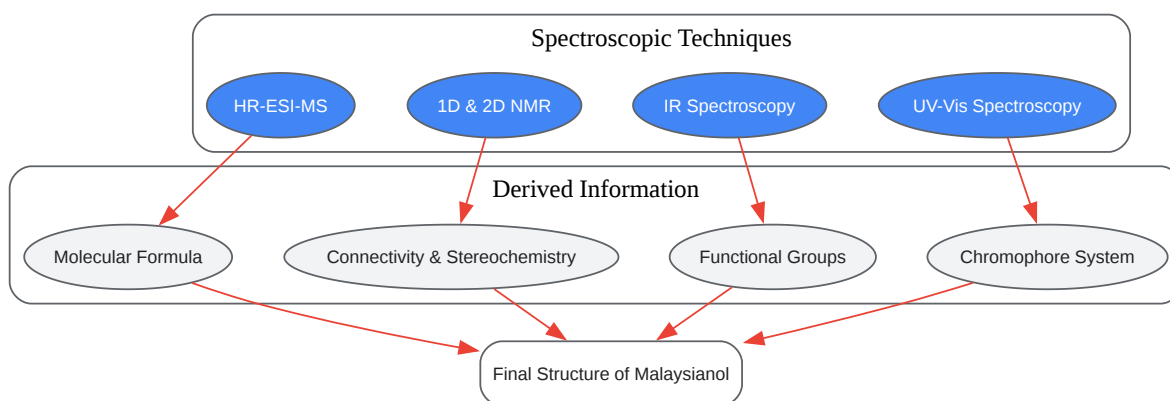 Spectroscopic Techniques
HR-ESI-MS
1D & 2D NMR
IR Spectroscopy
UV-Vis Spectroscopy
Derived Information
Molecular Formula
Connectivity & Stereochemistry
Functional Groups
Chromophore System
Final Structure of Malaysianol